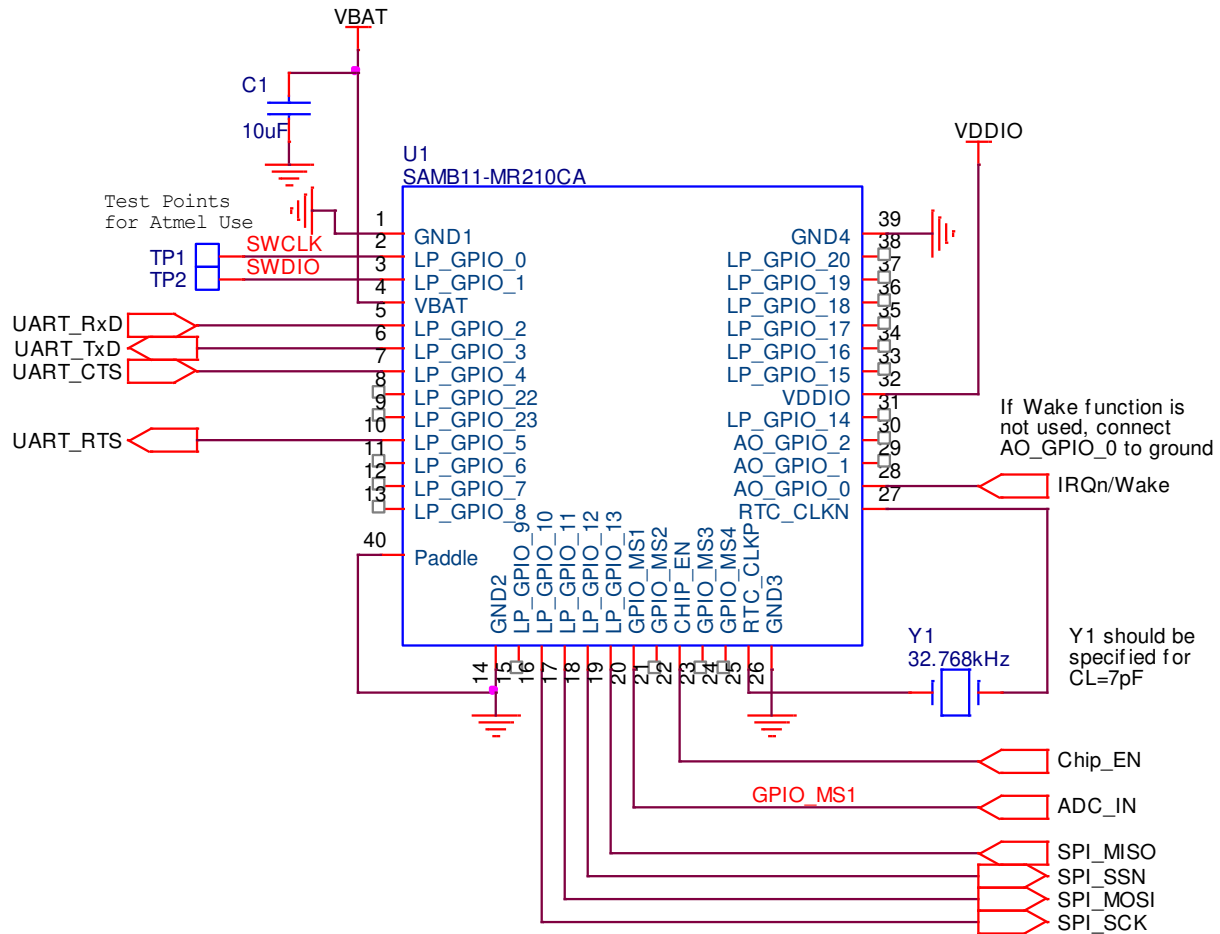 VBAT
C1
10uF
VDDIO
U1
SAMB11-MR210CA
Test Points
for Atmel Use
TP1
TP2
SWCLK
SWDIO
UART_RxD
UART_TxD
UART_CTS
UART_RTS
1
GND1
2
LP_GPIO_0
3
LP_GPIO_1
4
VBAT
5
LP_GPIO_2
6
LP_GPIO_3
7
LP_GPIO_4
8
LP_GPIO_22
9
LP_GPIO_23
10
LP_GPIO_5
11
LP_GPIO_6
12
LP_GPIO_7
13
LP_GPIO_8
40
Paddle
39
GND4
38
LP_GPIO_20
37
LP_GPIO_19
36
LP_GPIO_18
35
LP_GPIO_17
34
LP_GPIO_16
33
LP_GPIO_15
32
VDDIO
31
LP_GPIO_14
30
AO_GPIO_2
29
AO_GPIO_1
28
AO_GPIO_0
27
RTC_CLKN
If Wake function is
not used, connect
AO_GPIO_0 to ground
IRQn/Wake
GND2
LP_GPIO_9
LP_GPIO_10
LP_GPIO_11
LP_GPIO_12
LP_GPIO_13
GPIO_MS1
GPIO_MS2
CHIP_EN
GPIO_MS3
GPIO_MS4
RTC_CLKP
GND3
14
15
16
17
18
19
20
21
22
23
24
25
26
Y1
32.768kHz
Y1 should be
specified for
CL=7pF
Chip_EN
GPIO_MS1
ADC_IN
SPI_MISO
SPI_SSN
SPI_MOSI
SPI_SCK